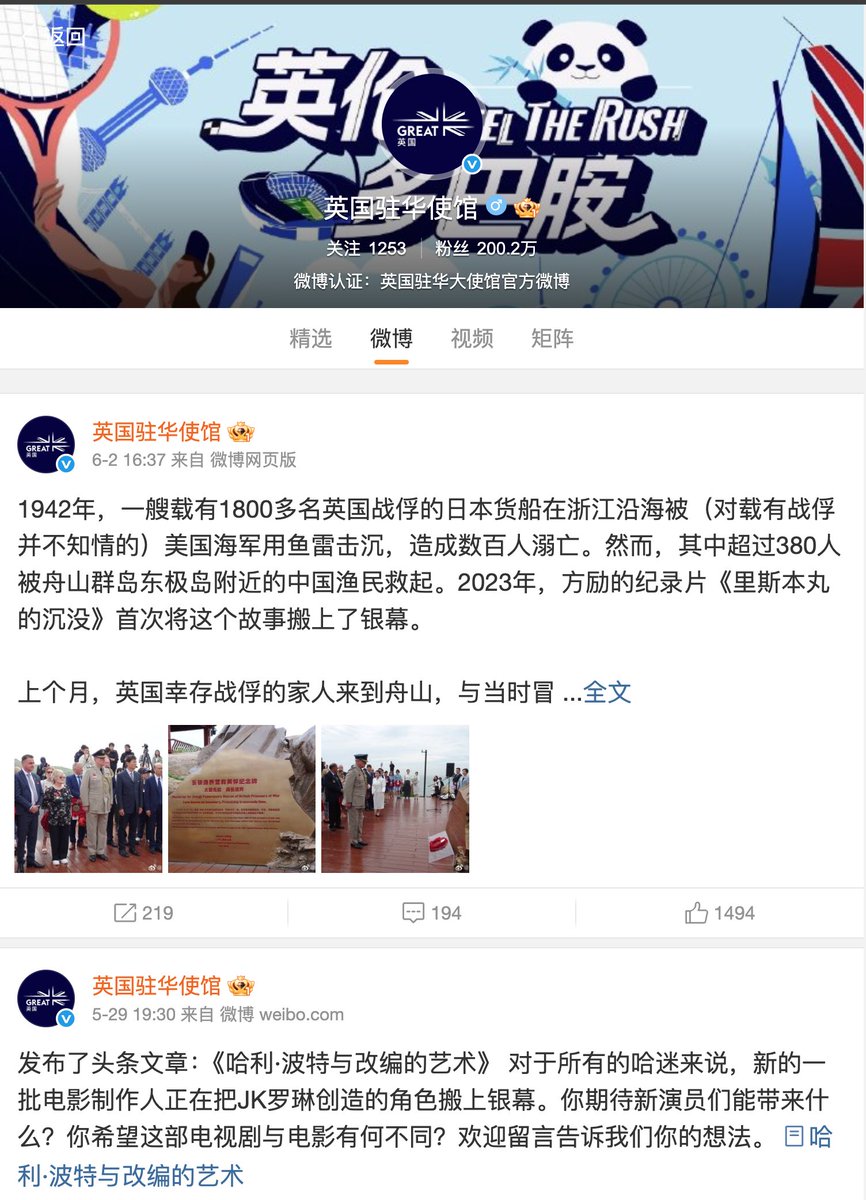 返回
英伦
FEEL THE RUSH
多巴胺
GREAT
英国
英国驻华使馆
关注 1253 粉丝 200.2万
微博认证：英国驻华大使馆官方微博
精选 微博 视频 矩阵
英国驻华使馆
6-2 16:37 来自 微博网页版
1942年，一艘载有1800多名英国战俘的日本货船在浙江沿海被（对载有战俘
并不知情的）美国海军用鱼雷击沉，造成数百人溺亡。然而，其中超过380人
被舟山群岛东极岛附近的中国渔民救起。2023年，方励的纪录片《里斯本丸
的沉没》首次将这个故事搬上了银幕。
上个月，英国幸存战俘的家人来到舟山，与当时冒 ...全文
219 194 1494
GREAT
英国
英国驻华使馆
5-29 19:30 来自 微博 weibo.com
发布了头条文章：《哈利·波特与改编的艺术》 对于所有的哈迷来说，新的一
批电影制作人正在把JK罗琳创造的角色搬上银幕。你期待新演员们能带来什
么？你希望这部电视剧与电影有何不同？欢迎留言告诉我们你的想法。 哈
利·波特与改编的艺术